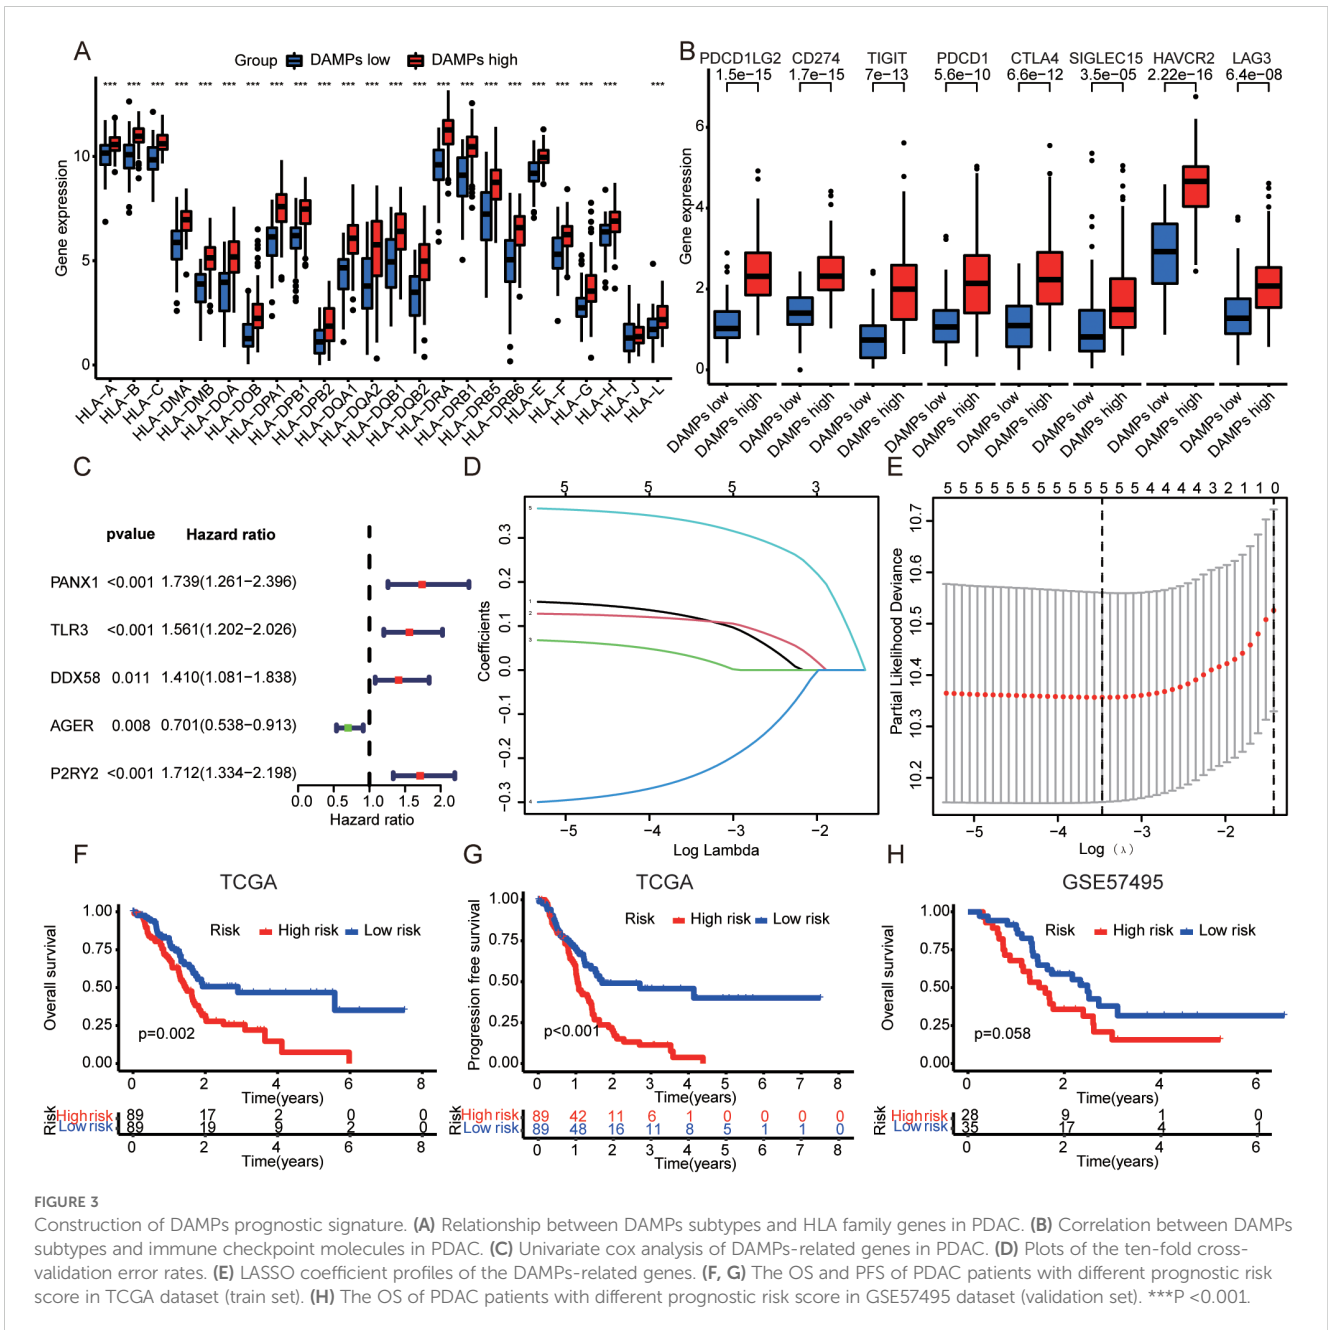 A
Group DAMPs low DAMPs high
*** *** *** *** *** *** *** *** *** *** *** *** *** *** *** *** *** *** *** *** *** *** ***
Gene expression
10
5
0
HLA-A HLA-B HLA-C HLA-DMA HLA-DMB HLA-DOA HLA-DOB HLA-DPA1 HLA-DPB1 HLA-DPB2 HLA-DQA1 HLA-DQA2 HLA-DQB1 HLA-DQB2 HLA-DRA HLA-DRB1 HLA-DRB5 HLA-DRB6 HLA-E HLA-F HLA-G HLA-H HLA-J HLA-L
B
PDCD1LG2 CD274 TIGIT PDCD1 CTLA4 SIGLEC15 HAVCR2 LAG3
1.5e-15 1.7e-15 7e-13 5.6e-10 6.6e-12 3.5e-05 2.22e-16 6.4e-08
Gene expression
6
4
2
0
DAMPs low DAMPs high DAMPs low DAMPs high DAMPs low DAMPs high DAMPs low DAMPs high DAMPs low DAMPs high DAMPs low DAMPs high DAMPs low DAMPs high DAMPs low DAMPs high
C
pvalue Hazard ratio
PANX1 <0.001 1.739(1.261-2.396)
TLR3 <0.001 1.561(1.202-2.026)
DDX58 0.011 1.410(1.081-1.838)
AGER 0.008 0.701(0.538-0.913)
P2RY2 <0.001 1.712(1.334-2.198)
0.0 0.5 1.0 1.5 2.0
Hazard ratio
D
5 5 5 3
Coefficients
0.3
0.2
0.1
0.0
-0.1
-0.2
-0.3
5
1
2
3
4
-5 -4 -3 -2
Log Lambda
E
5 5 5 5 5 5 5 5 5 5 5 5 5 4 4 4 4 3 2 1 1 0
Partial Likelihood Deviance
10.7
10.6
10.5
10.4
10.3
10.2
-5 -4 -3 -2
Log (λ)
F
TCGA
Overall survival
1.00
0.75
0.50
0.25
0.00
Risk High risk Low risk
p=0.002
0 2 4 6 8
Time(years)
Risk
High risk 89 17 2 0 0
Low risk 89 19 9 2 0
0 2 4 6 8
Time(years)
G
TCGA
Progression free survival
1.00
0.75
0.50
0.25
0.00
Risk High risk Low risk
p<0.001
0 1 2 3 4 5 6 7 8
Time(years)
Risk
High risk 89 42 11 6 1 0 0 0 0
Low risk 89 48 16 11 8 5 1 1 0
0 1 2 3 4 5 6 7 8
Time(years)
H
GSE57495
Overall survival
1.00
0.75
0.50
0.25
0.00
Risk High risk Low risk
p=0.058
0 2 4 6
Time(years)
Risk
High risk 28 9 1 0
Low risk 35 17 4 1
0 2 4 6
Time(years)
FIGURE 3
Construction of DAMPs prognostic signature. (A) Relationship between DAMPs subtypes and HLA family genes in PDAC. (B) Correlation between DAMPs
subtypes and immune checkpoint molecules in PDAC. (C) Univariate cox analysis of DAMPs-related genes in PDAC. (D) Plots of the ten-fold cross-
validation error rates. (E) LASSO coefficient profiles of the DAMPs-related genes. (F, G) The OS and PFS of PDAC patients with different prognostic risk
score in TCGA dataset (train set). (H) The OS of PDAC patients with different prognostic risk score in GSE57495 dataset (validation set). ***P <0.001.